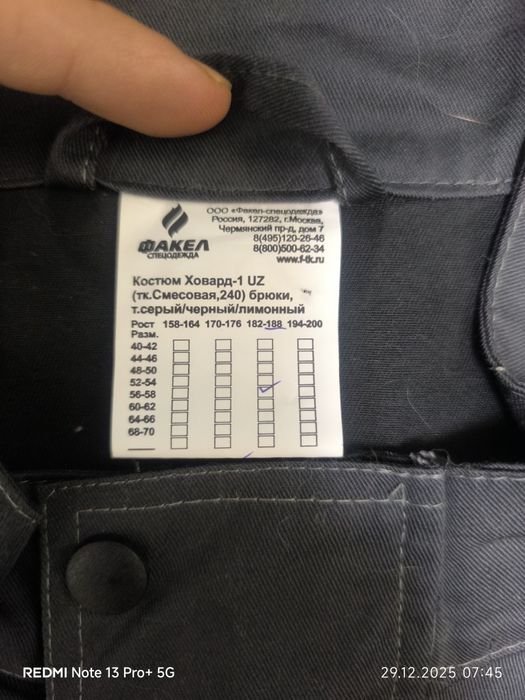 ООО «Факел-спецодежда»
Россия, 127282, г.Москва,
Чермянский пр-д, дом 7
8(495)120-26-46
8(800)500-62-34
www.f-tk.ru
ФАКЕЛ
СПЕЦОДЕЖДА
Костюм Ховард-1 UZ
(тк.Смесовая,240) брюки,
т.серый/черный/лимонный
Рост 158-164 170-176 182-188 194-200
Разм.
40-42
44-46
48-50
52-54
56-58
60-62
64-66
68-70
REDMI Note 13 Pro+ 5G
29.12.2025 07:45